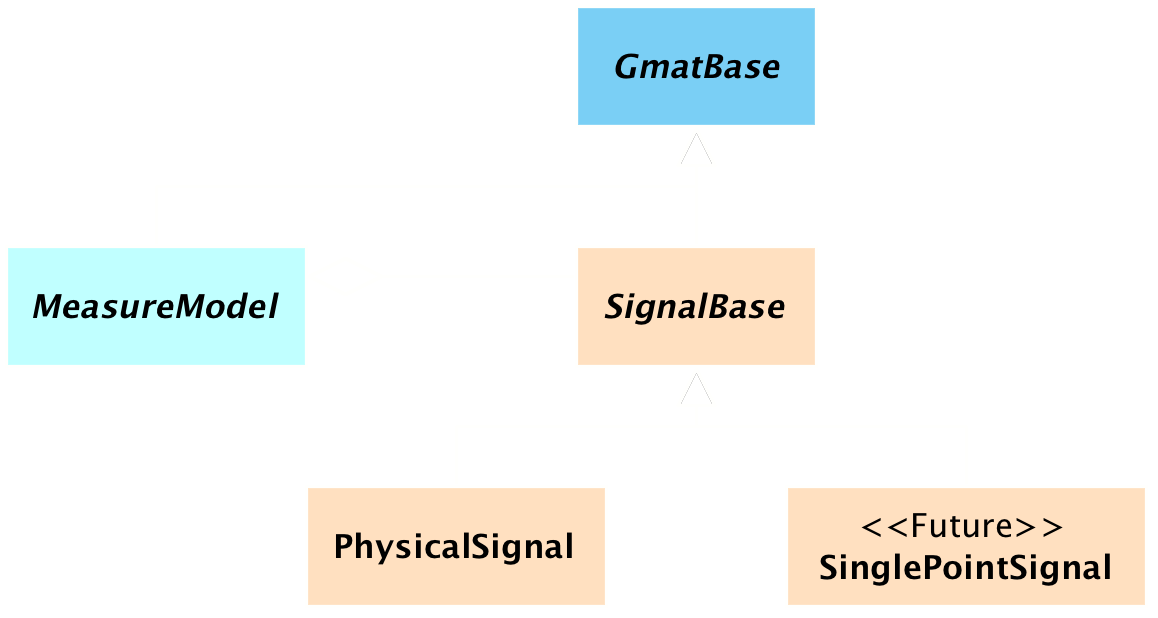 GmatBase
MeasureModel
SignalBase
PhysicalSignal
<<Future>>
SinglePointSignal